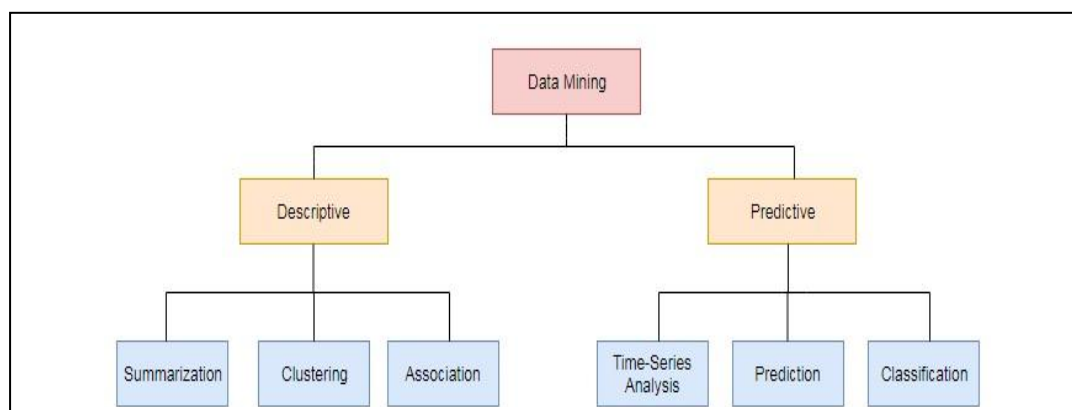 Data Mining
Descriptive
Predictive
Summarization
Clustering
Association
Time-Series
Analysis
Prediction
Classification